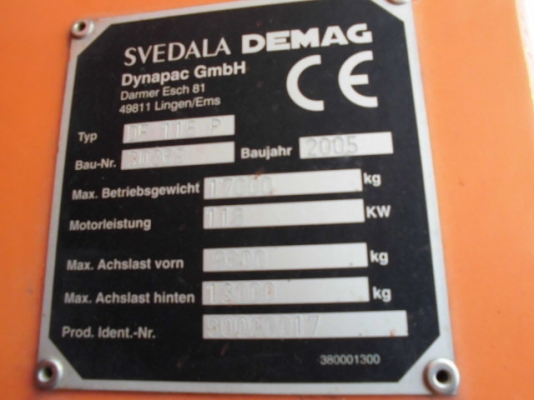 SVEDALA DEMAG
Dynapac GmbH
Darmer Esch 81
49811 Lingen/Ems
CE
Typ
Bau-Nr. Baujahr 2005
Max. Betriebsgewicht kg
Motorleistung KW
Max. Achslast vorn kg
Max. Achslast hinten kg
Prod. Ident.-Nr.
380001300